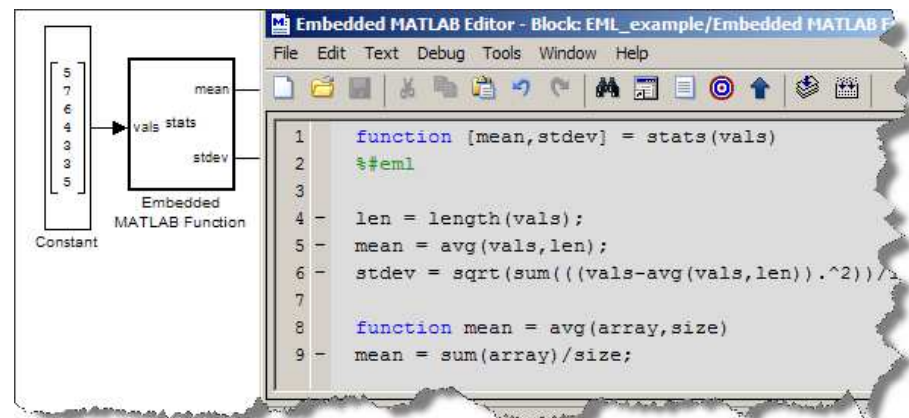 Embedded MATLAB Editor - Block: EML_example/Embedded MATLAB
File Edit Text Debug Tools Window Help
5
7
6
4
3
3
5
Constant
vals stats
mean
stdev
Embedded
MATLAB Function
1 function [mean,stdev] = stats(vals)
2 %#eml
3
4 - len = length(vals);
5 - mean = avg(vals,len);
6 - stdev = sqrt(sum(((vals-avg(vals,len)).^2))/
7
8 function mean = avg(array,size)
9 - mean = sum(array)/size;